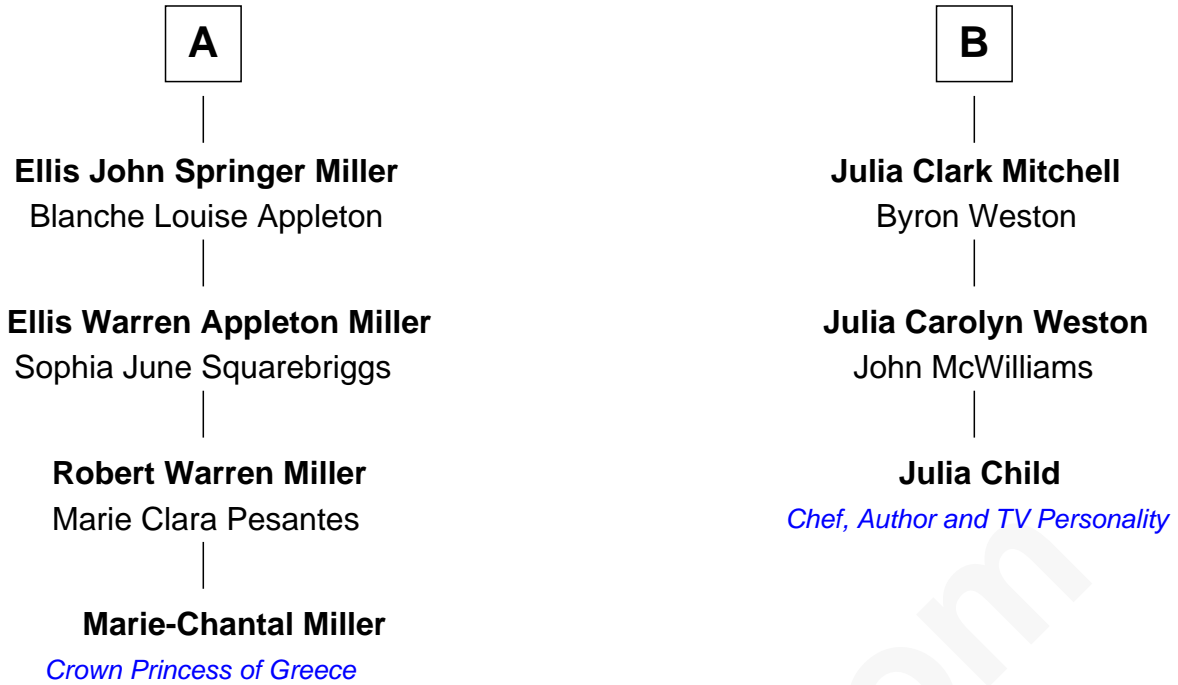 A
Ellis John Springer Miller
Blanche Louise Appleton
Ellis Warren Appleton Miller
Sophia June Squarebriggs
Robert Warren Miller
Marie Clara Pesantes
Marie-Chantal Miller
Crown Princess of Greece
B
Julia Clark Mitchell
Byron Weston
Julia Carolyn Weston
John McWilliams
Julia Child
Chef, Author and TV Personality
om